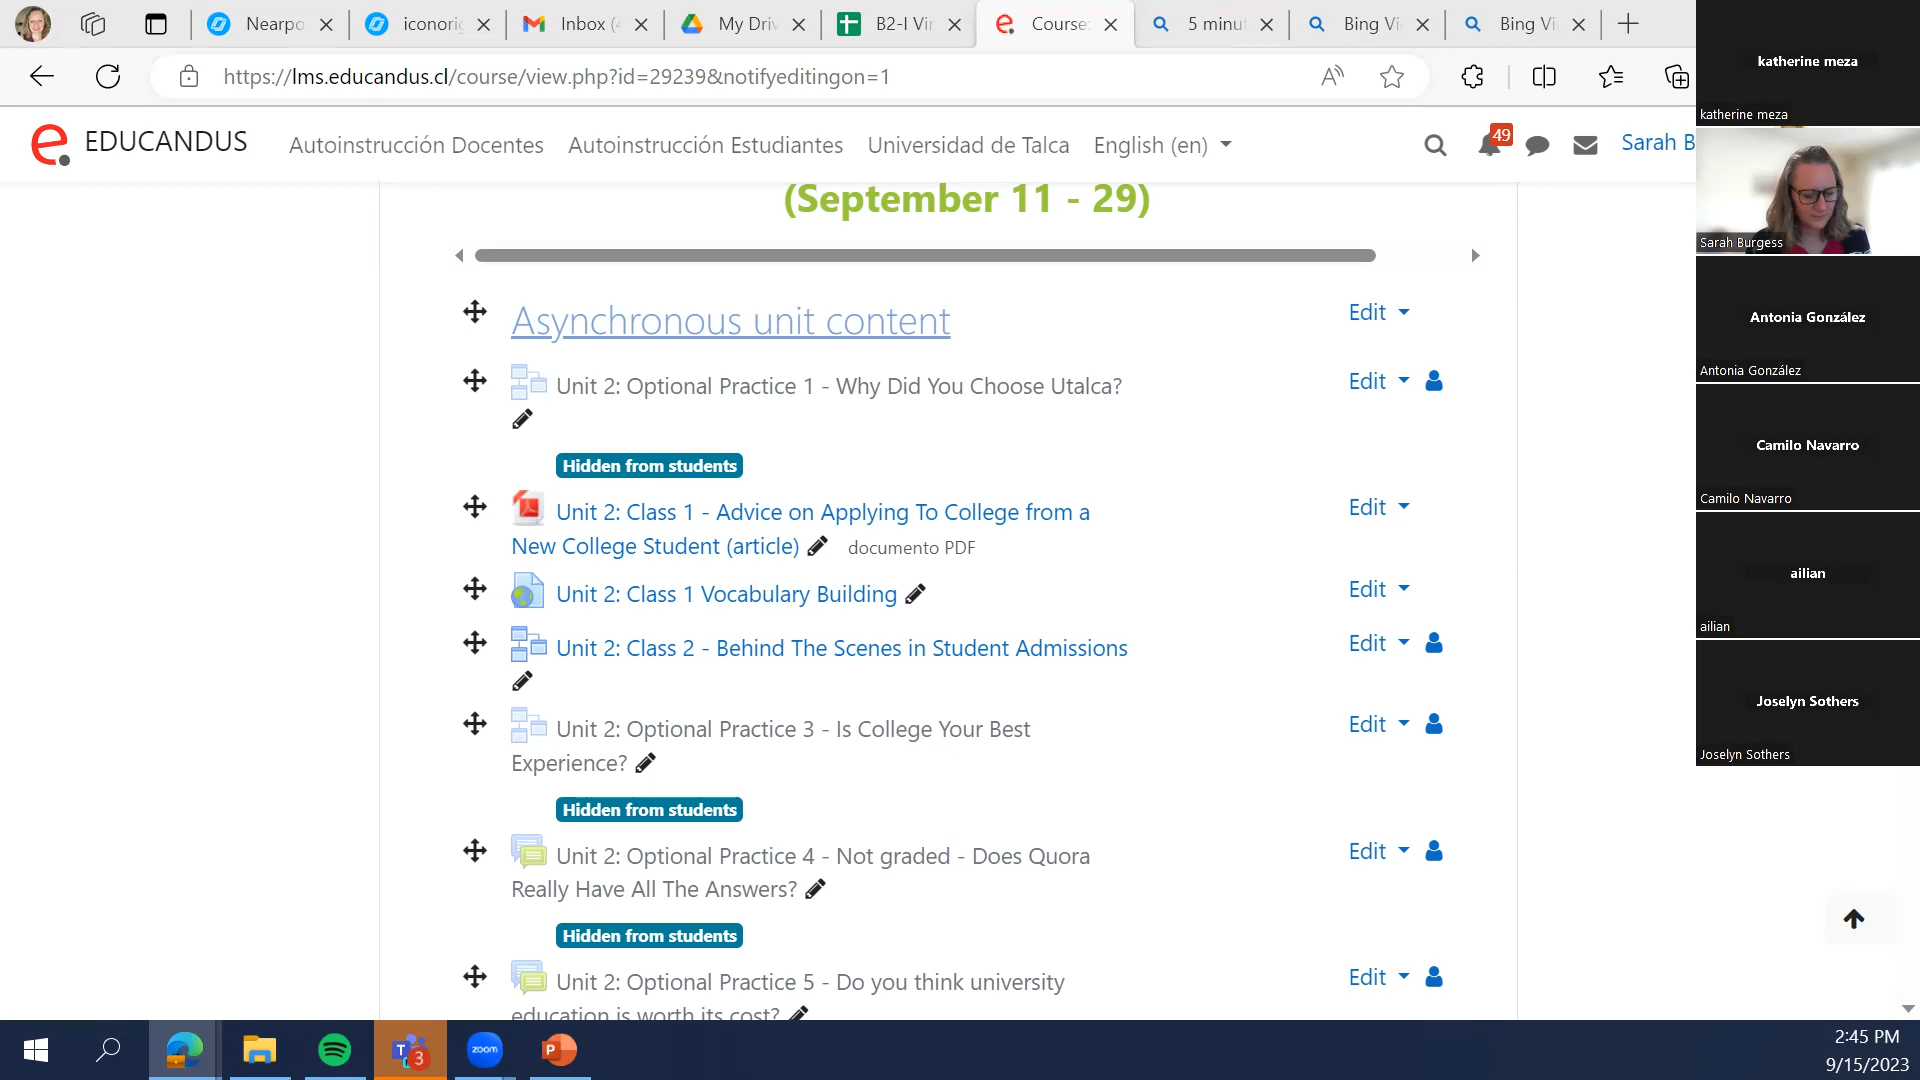 Nearpo
iconorig
Inbox (4
My Driv
B2-I Vir
Course:
5 minut
Bing Vi
Bing Vi
https://lms.educandus.cl/course/view.php?id=29239&notifyeditingon=1
EDUCANDUS
Autoinstrucción Docentes
Autoinstrucción Estudiantes
Universidad de Talca
English (en)
49
Sarah B
(September 11 - 29)
Asynchronous unit content
Edit
Unit 2: Optional Practice 1 - Why Did You Choose Utalca?
Edit
Hidden from students
Unit 2: Class 1 - Advice on Applying To College from a
New College Student (article) documento PDF
Edit
Unit 2: Class 1 Vocabulary Building
Edit
Unit 2: Class 2 - Behind The Scenes in Student Admissions
Edit
Unit 2: Optional Practice 3 - Is College Your Best
Experience?
Edit
Hidden from students
Unit 2: Optional Practice 4 - Not graded - Does Quora
Really Have All The Answers?
Edit
Hidden from students
Unit 2: Optional Practice 5 - Do you think university
education is worth its cost?
Edit
katherine meza
katherine meza
Sarah Burgess
Antonia González
Antonia González
Camilo Navarro
Camilo Navarro
ailian
ailian
Joselyn Sothers
Joselyn Sothers
T
3
zoom
P
2:45 PM
9/15/2023